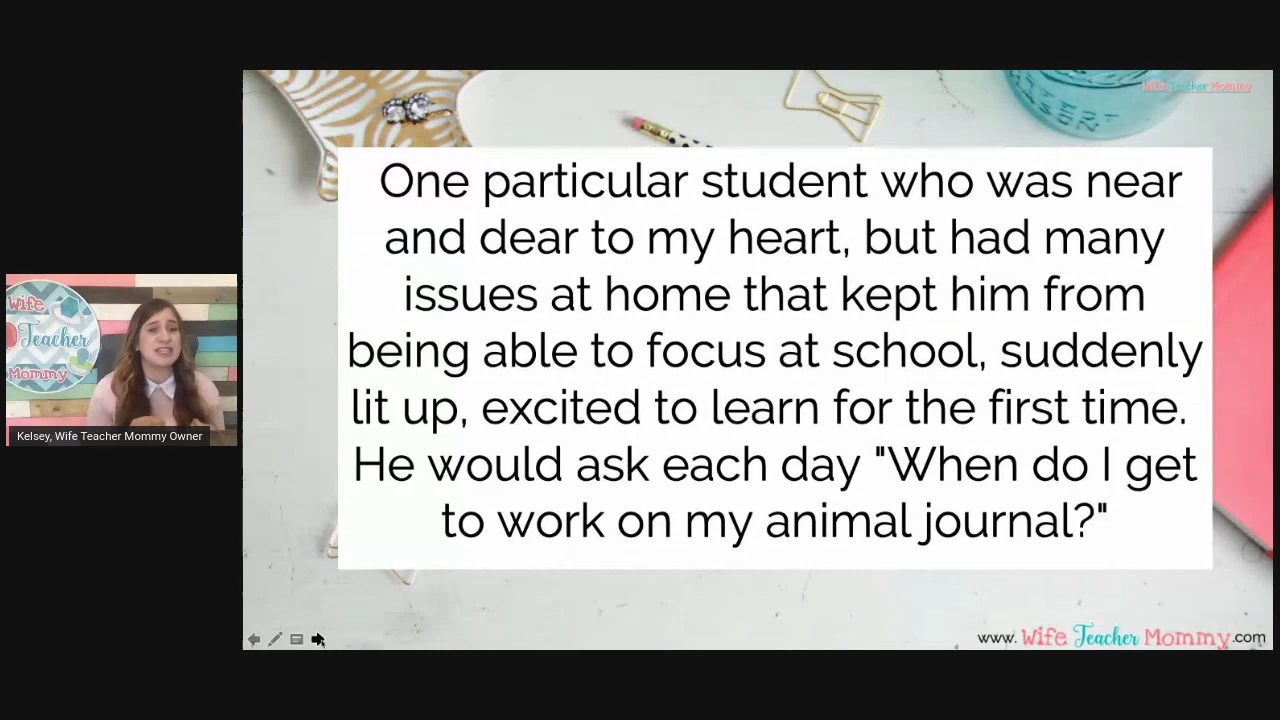 Wife Teacher Mommy
One particular student who was near
and dear to my heart, but had many
issues at home that kept him from
being able to focus at school, suddenly
lit up, excited to learn for the first time.
He would ask each day "When do I get
to work on my animal journal?"
Wife
Teacher
Mommy
Kelsey, Wife Teacher Mommy Owner
www. Wife Teacher Mommy.com